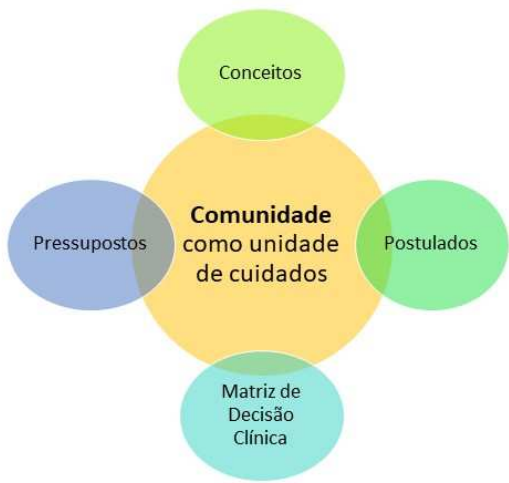 Conceitos
Pressupostos
Comunidade
como unidade
de cuidados
Postulados
Matriz de
Decisão
Clínica